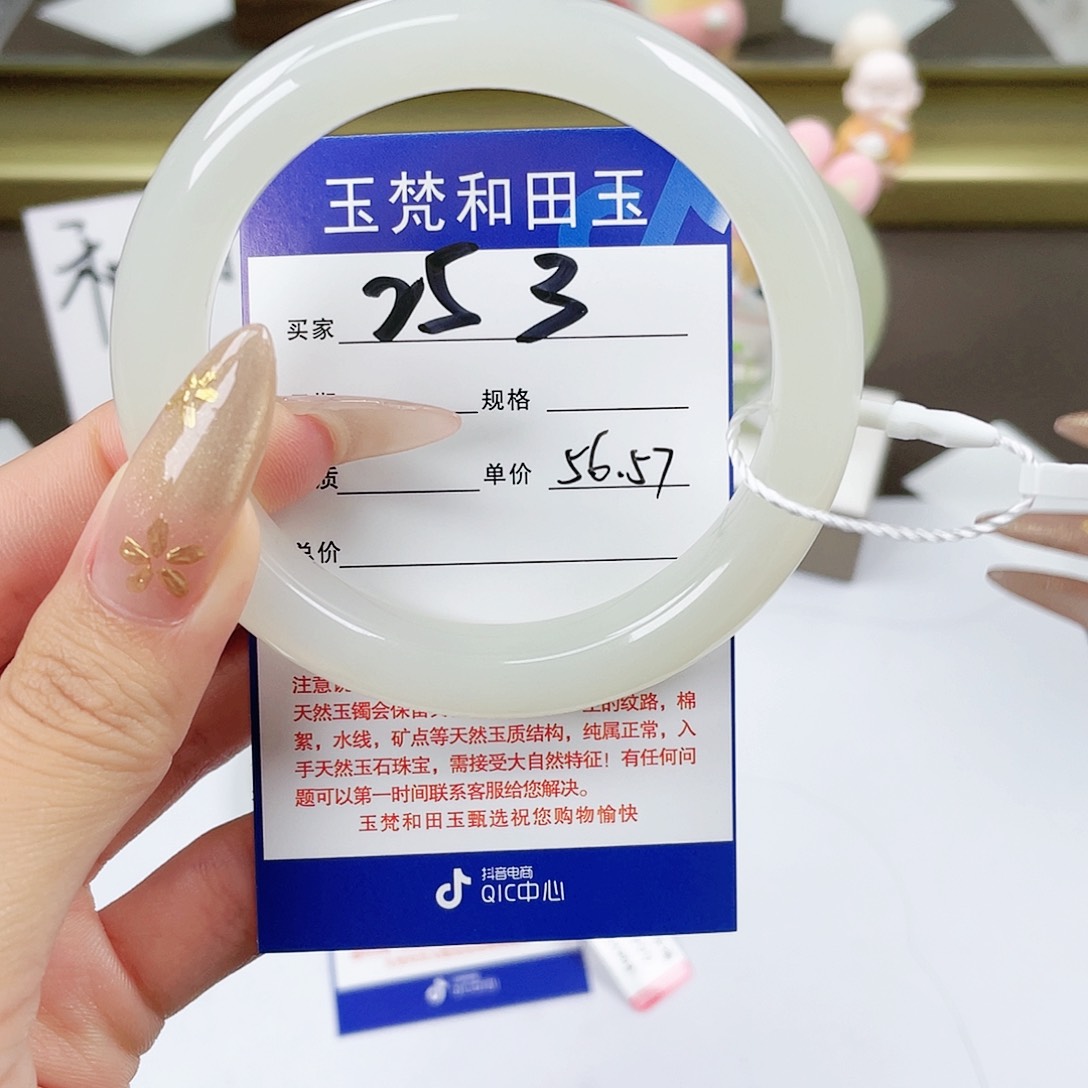 玉梵和田玉
买家 253
规格
质 单价 56.57
总价
注意
天然玉镯会保留 的纹路，棉
絮，水线，矿点等天然玉质结构，纯属正常，入
手天然玉石珠宝，需接受大自然特征！有任何问
题可以第一时间联系客服给您解决。
玉梵和田玉甄选祝您购物愉快
抖音电商
QIC中心